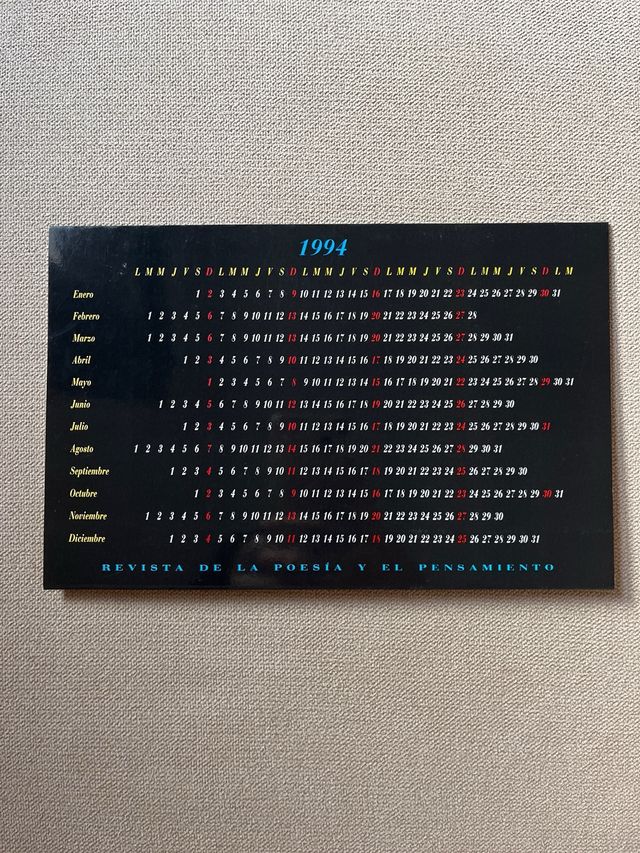 1994
L M M J V S D L M M J V S D L M M J V S D L M M J V S D L M M J V S D L M
Enero 1 2 3 4 5 6 7 8 9 10 11 12 13 14 15 16 17 18 19 20 21 22 23 24 25 26 27 28 29 30 31
Febrero 1 2 3 4 5 6 7 8 9 10 11 12 13 14 15 16 17 18 19 20 21 22 23 24 25 26 27 28
Marzo 1 2 3 4 5 6 7 8 9 10 11 12 13 14 15 16 17 18 19 20 21 22 23 24 25 26 27 28 29 30 31
Abril 1 2 3 4 5 6 7 8 9 10 11 12 13 14 15 16 17 18 19 20 21 22 23 24 25 26 27 28 29 30
Mayo 1 2 3 4 5 6 7 8 9 10 11 12 13 14 15 16 17 18 19 20 21 22 23 24 25 26 27 28 29 30 31
Junio 1 2 3 4 5 6 7 8 9 10 11 12 13 14 15 16 17 18 19 20 21 22 23 24 25 26 27 28 29 30
Julio 1 2 3 4 5 6 7 8 9 10 11 12 13 14 15 16 17 18 19 20 21 22 23 24 25 26 27 28 29 30 31
Agosto 1 2 3 4 5 6 7 8 9 10 11 12 13 14 15 16 17 18 19 20 21 22 23 24 25 26 27 28 29 30 31
Septiembre 1 2 3 4 5 6 7 8 9 10 11 12 13 14 15 16 17 18 19 20 21 22 23 24 25 26 27 28 29 30
Octubre 1 2 3 4 5 6 7 8 9 10 11 12 13 14 15 16 17 18 19 20 21 22 23 24 25 26 27 28 29 30 31
Noviembre 1 2 3 4 5 6 7 8 9 10 11 12 13 14 15 16 17 18 19 20 21 22 23 24 25 26 27 28 29 30
Diciembre 1 2 3 4 5 6 7 8 9 10 11 12 13 14 15 16 17 18 19 20 21 22 23 24 25 26 27 28 29 30 31
REVISTA DE LA POESÍA Y EL PENSAMIENTO